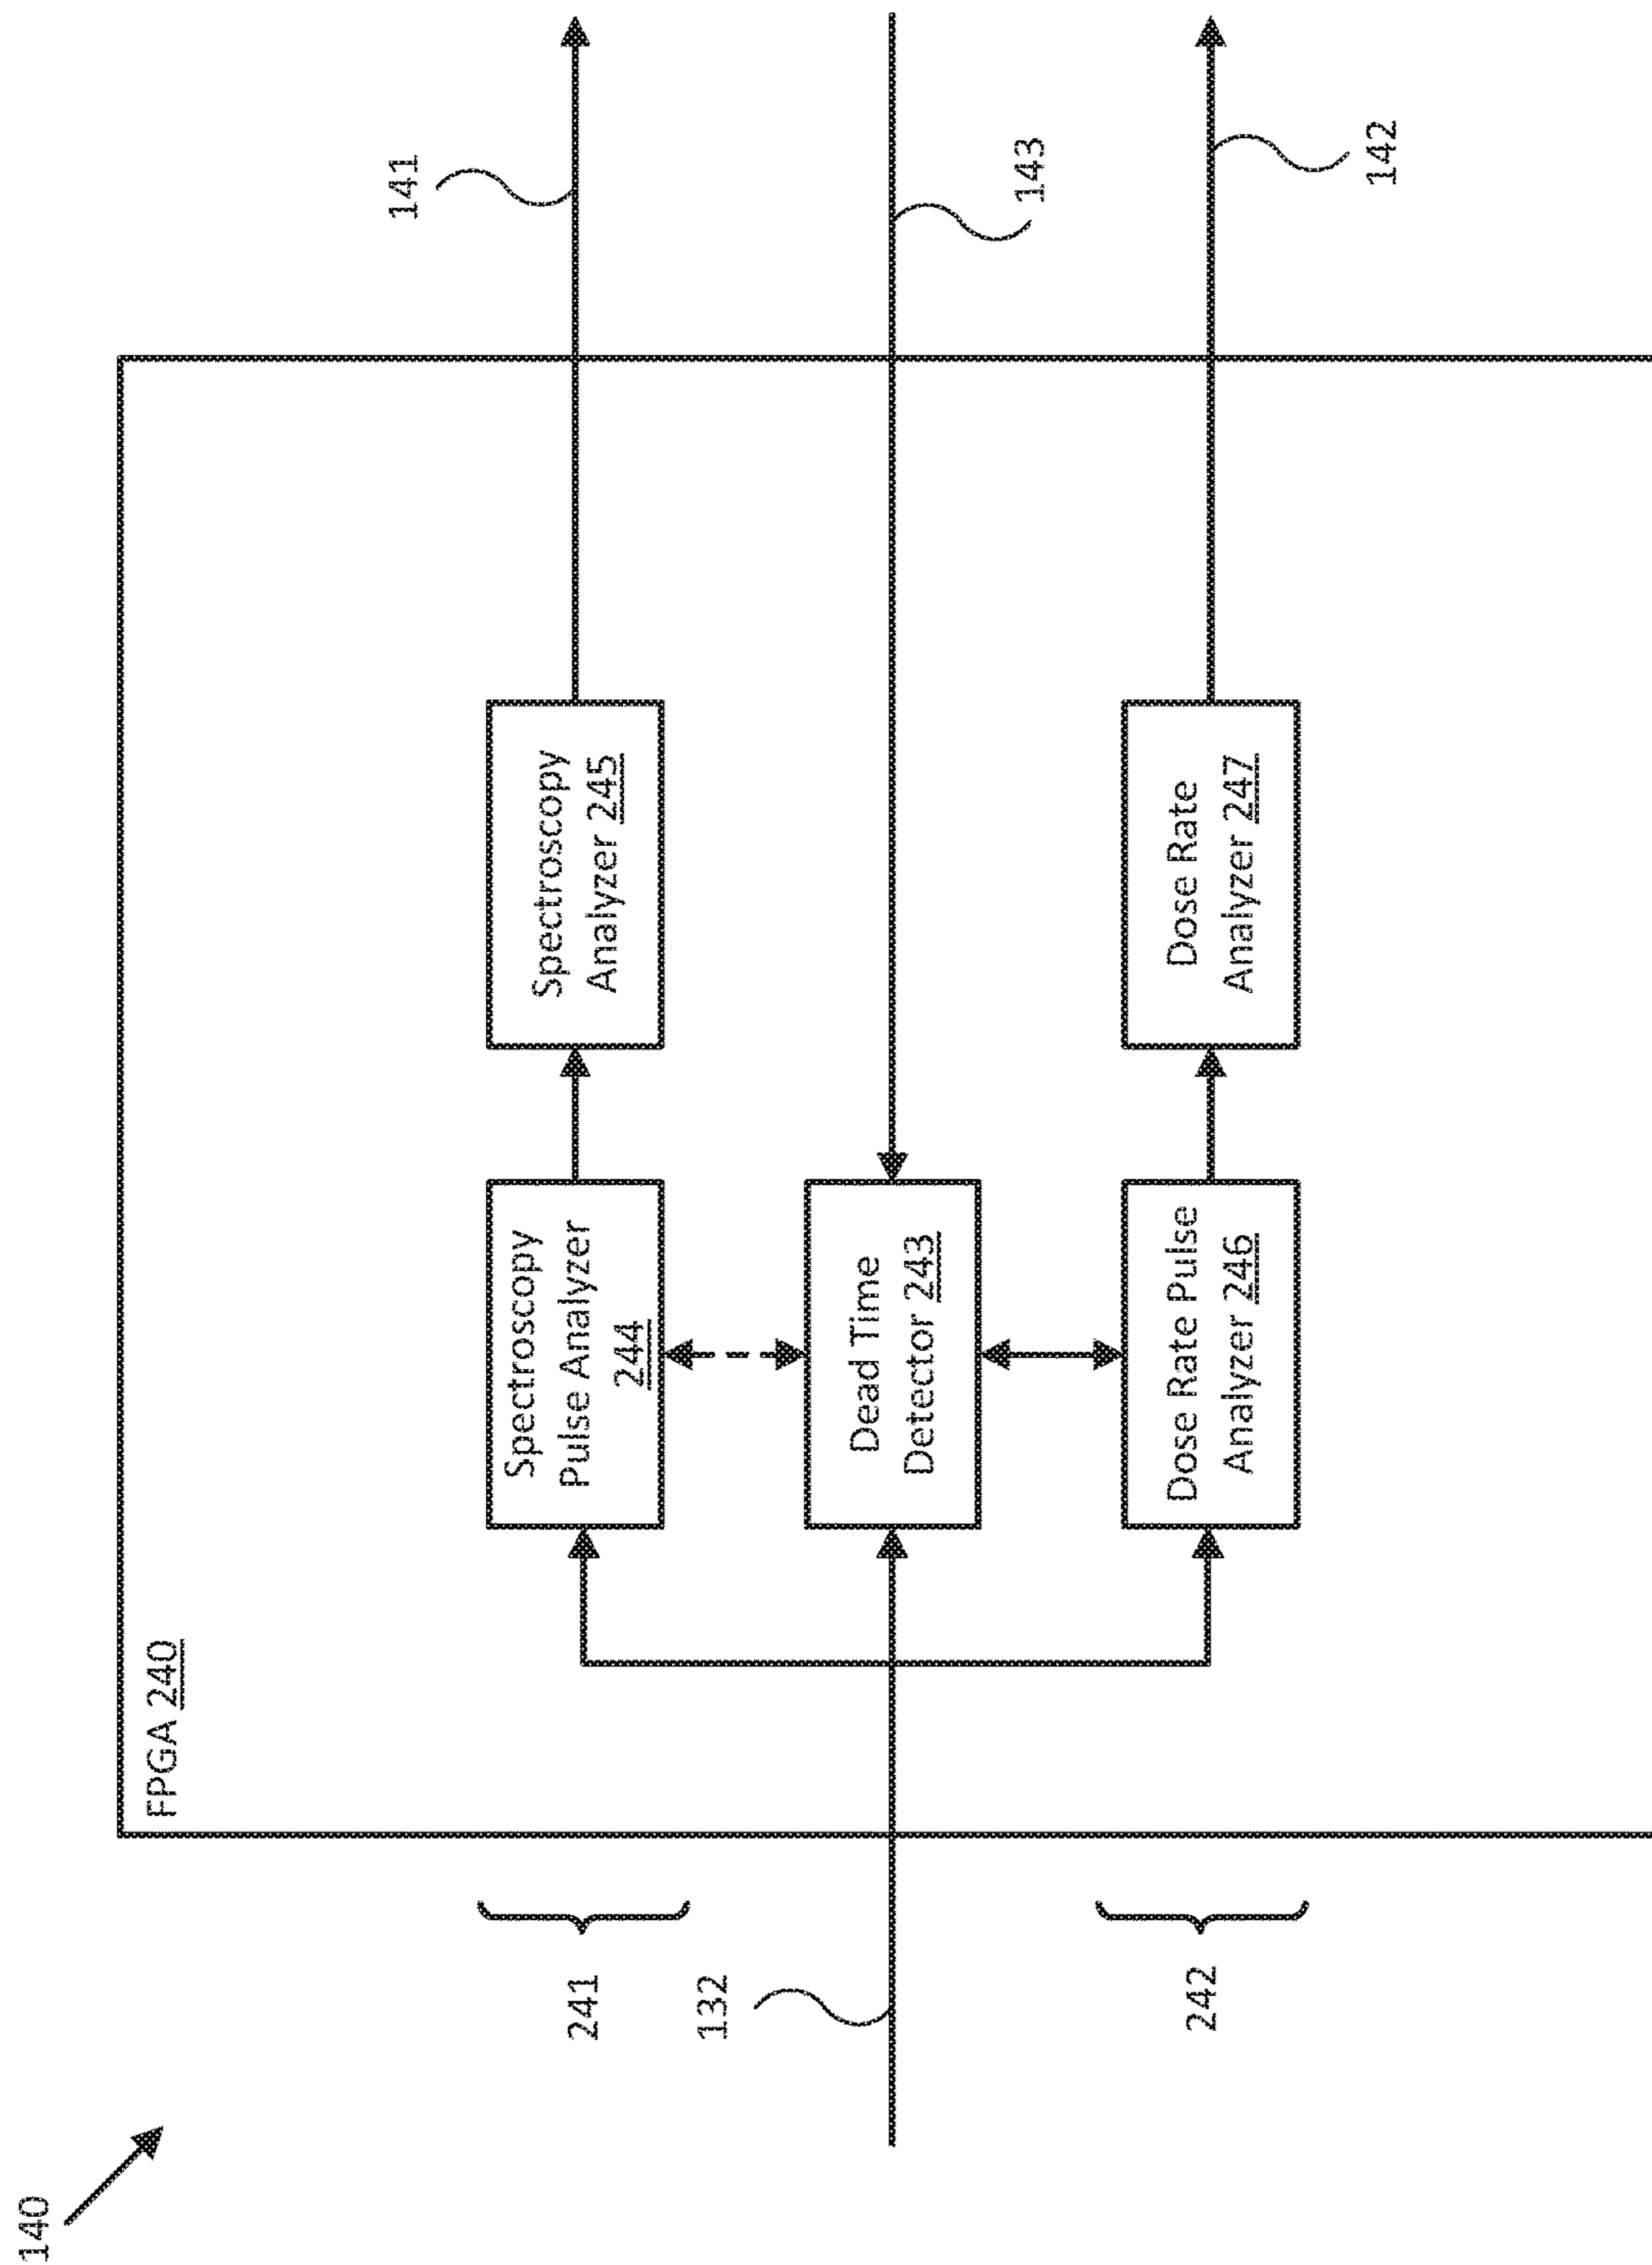 140
FPGA 240
241
132
242
Spectroscopy
Pulse Analyzer
244
Spectroscopy
Analyzer 245
Dead Time
Detector 243
Dose Rate Pulse
Analyzer 246
Dose Rate
Analyzer 247
141
143
142